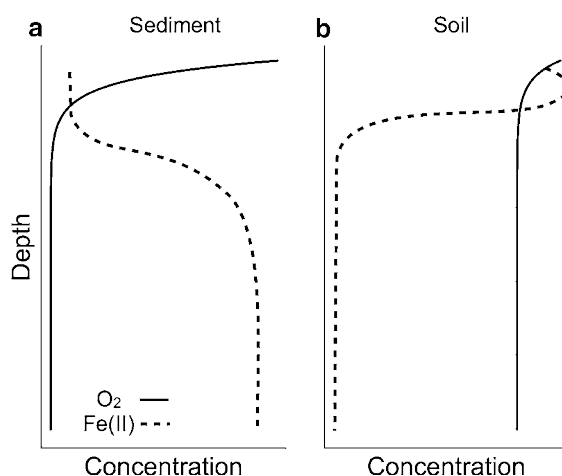 a Sediment
b Soil
Depth
O₂
Fe(II)
Concentration
Concentration